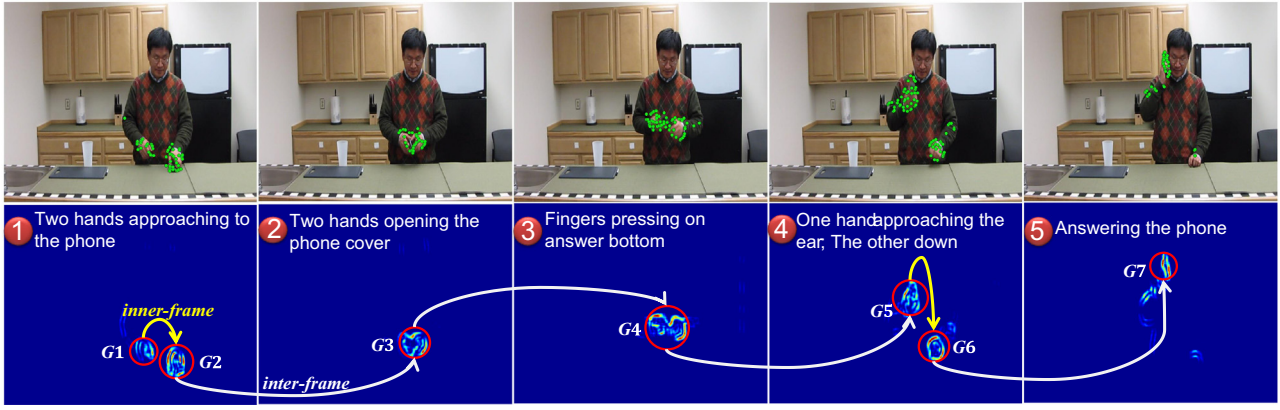 1 Two hands approaching to
the phone
2 Two hands opening the
phone cover
3 Fingers pressing on
answer bottom
4 One hand approaching the
ear; The other down
5 Answering the phone
inner-frame
G1
G2
inter-frame
G3
G4
G5
G6
G7